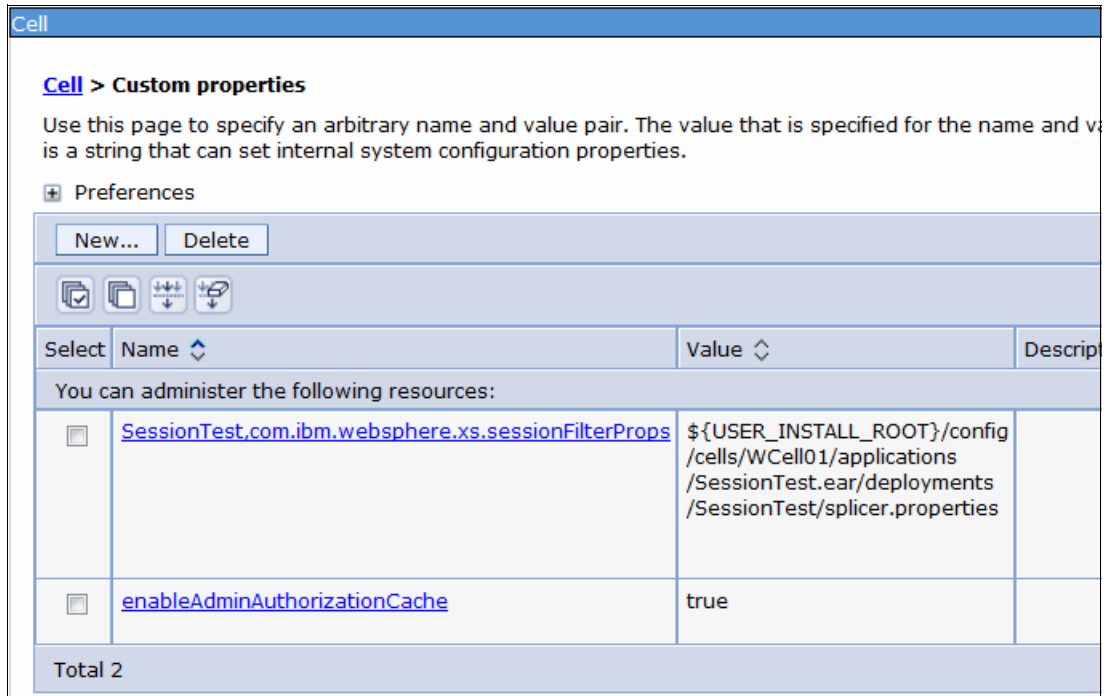 Cell
Cell > Custom properties
Use this page to specify an arbitrary name and value pair. The value that is specified for the name and va
is a string that can set internal system configuration properties.
Preferences
New... Delete
Select Name Value Descript
You can administer the following resources:
SessionTest,com.ibm.websphere.xs.sessionFilterProps ${USER_INSTALL_ROOT}/config
/cells/WCell01/applications
/SessionTest.ear/deployments
/SessionTest/splicer.properties
enableAdminAuthorizationCache true
Total 2